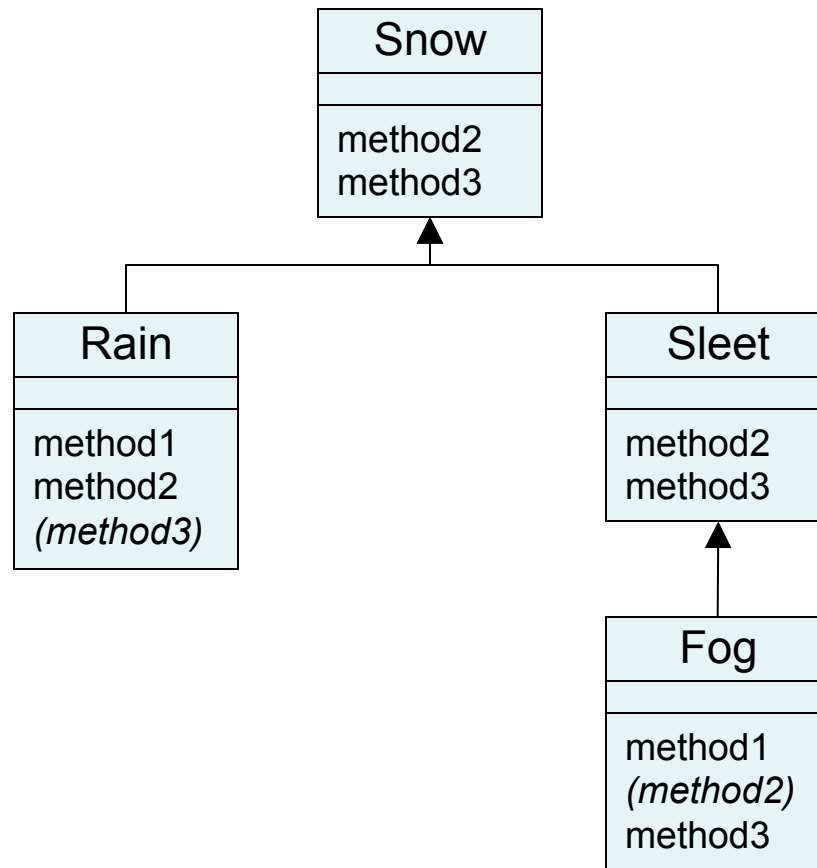 Snow
method2
method3
Rain
method1
method2
(method3)
Sleet
method2
method3
Fog
method1
(method2)
method3